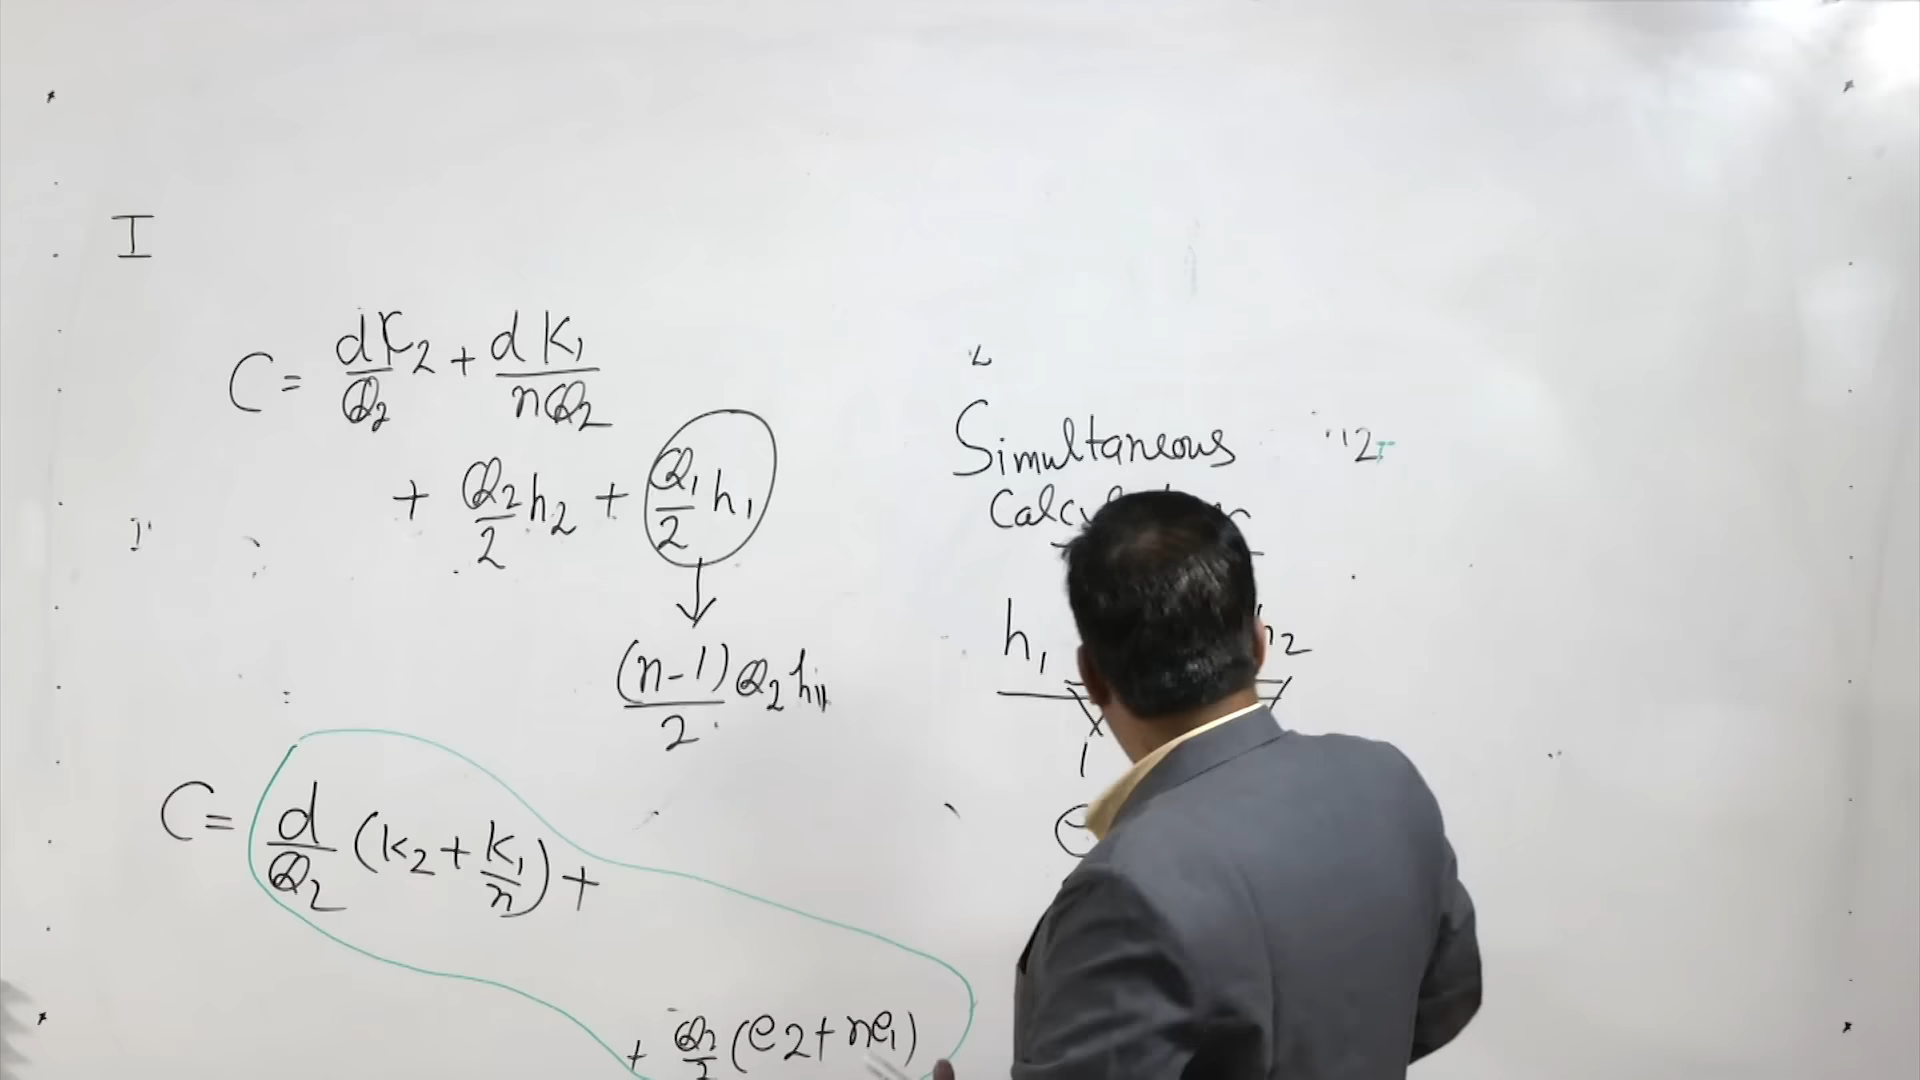 I
C = dK₂/Q₂ + dK₁/nQ₂
+ Q₂/2 h₂ + Q₁/2 h₁
↓
(n-1)/2 Q₂ h₁
C = d/Q₂ (K₂ + K₁/n) +
+ Q₂/2 (e₂ + ne₁)
Simultaneous
h₁ h₂